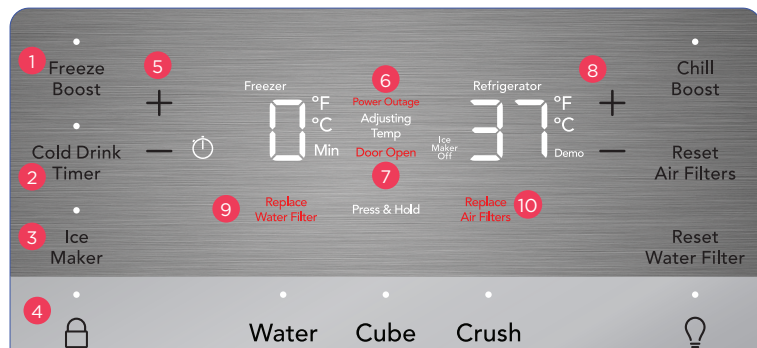 1
Freeze
Boost
5
+
−
Cold Drink
2
Timer
3
Ice
Maker
4
Freezer
0
°F
°C
Min
6
Power Outage
Adjusting
Temp
Door Open
7
Refrigerator
Ice
Maker
Off
37
°F
°C
Demo
8
+
−
Chill
Boost
Reset
Air Filters
9
Replace
Water Filter
Press & Hold
Replace
Air Filters
10
Reset
Water Filter
Water
Cube
Crush